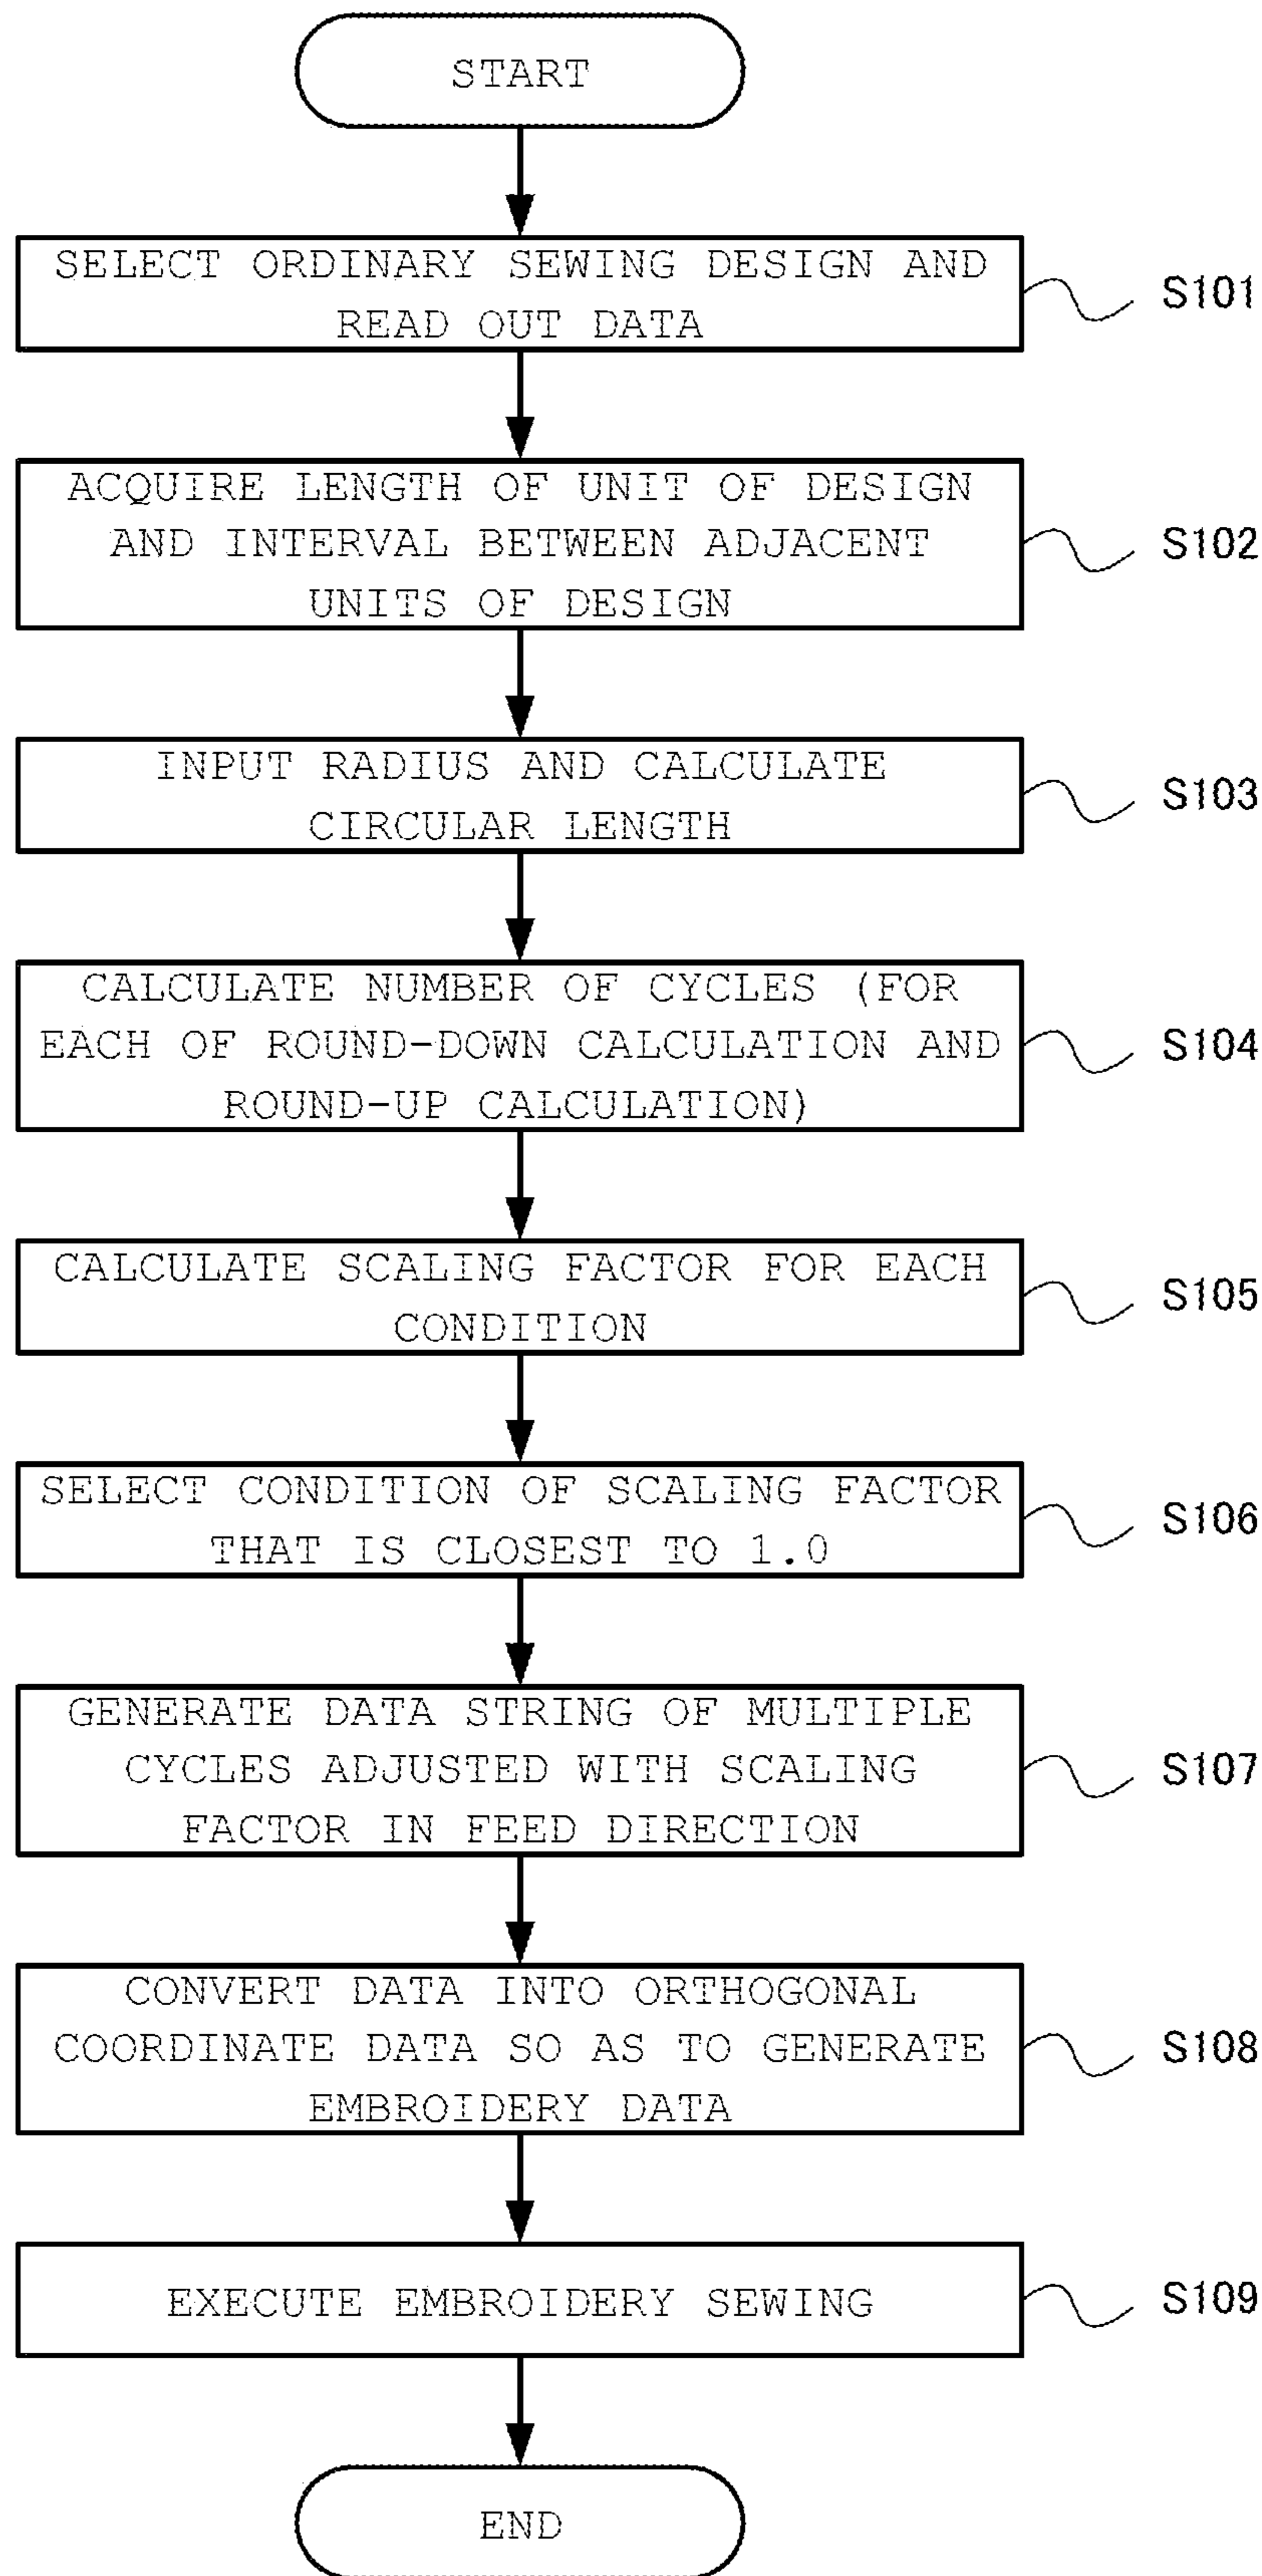 START
SELECT ORDINARY SEWING DESIGN AND
READ OUT DATA
S101
ACQUIRE LENGTH OF UNIT OF DESIGN
AND INTERVAL BETWEEN ADJACENT
UNITS OF DESIGN
S102
INPUT RADIUS AND CALCULATE
CIRCULAR LENGTH
S103
CALCULATE NUMBER OF CYCLES (FOR
EACH OF ROUND-DOWN CALCULATION AND
ROUND-UP CALCULATION)
S104
CALCULATE SCALING FACTOR FOR EACH
CONDITION
S105
SELECT CONDITION OF SCALING FACTOR
THAT IS CLOSEST TO 1.0
S106
GENERATE DATA STRING OF MULTIPLE
CYCLES ADJUSTED WITH SCALING
FACTOR IN FEED DIRECTION
S107
CONVERT DATA INTO ORTHOGONAL
COORDINATE DATA SO AS TO GENERATE
EMBROIDERY DATA
S108
EXECUTE EMBROIDERY SEWING
S109
END